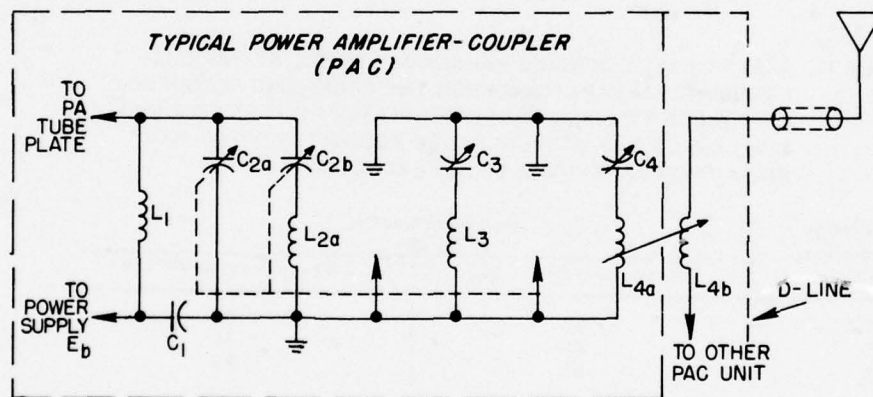 TYPICAL POWER AMPLIFIER-COUPLER
(PAC)
TO
PA
TUBE
PLATE
C2a
C2b
C3
C4
L1
L2a
L3
L4a
L4b
TO
POWER
SUPPLY
Eb
C1
D-LINE
TO OTHER
PAC UNIT